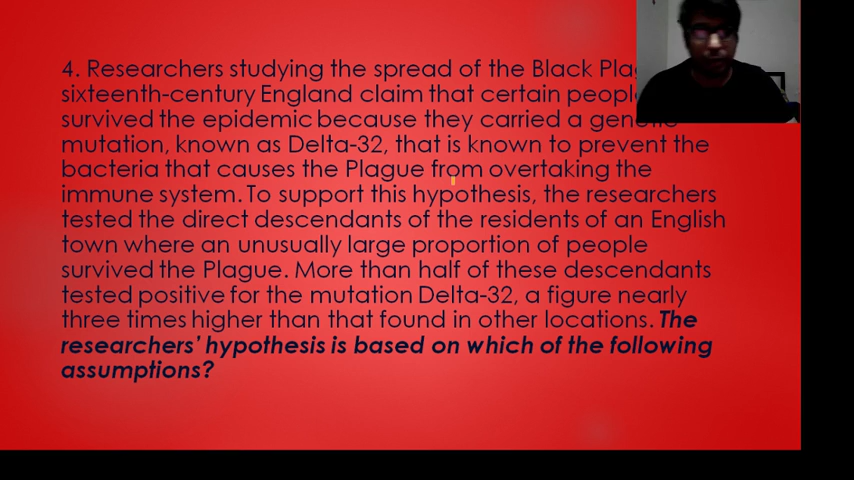 4. Researchers studying the spread of the Black
sixteenth-century England claim that certain
survived the epidemic because they carried a
mutation, known as Delta-32, that is known to prevent the
bacteria that causes the Plague from overtaking the
immune system. To support this hypothesis, the researchers
tested the direct descendants of the residents of an English
town where an unusually large proportion of people
survived the Plague. More than half of these descendants
tested positive for the mutation Delta-32, a figure nearly
three times higher than that found in other locations. The
researchers' hypothesis is based on which of the following
assumptions?